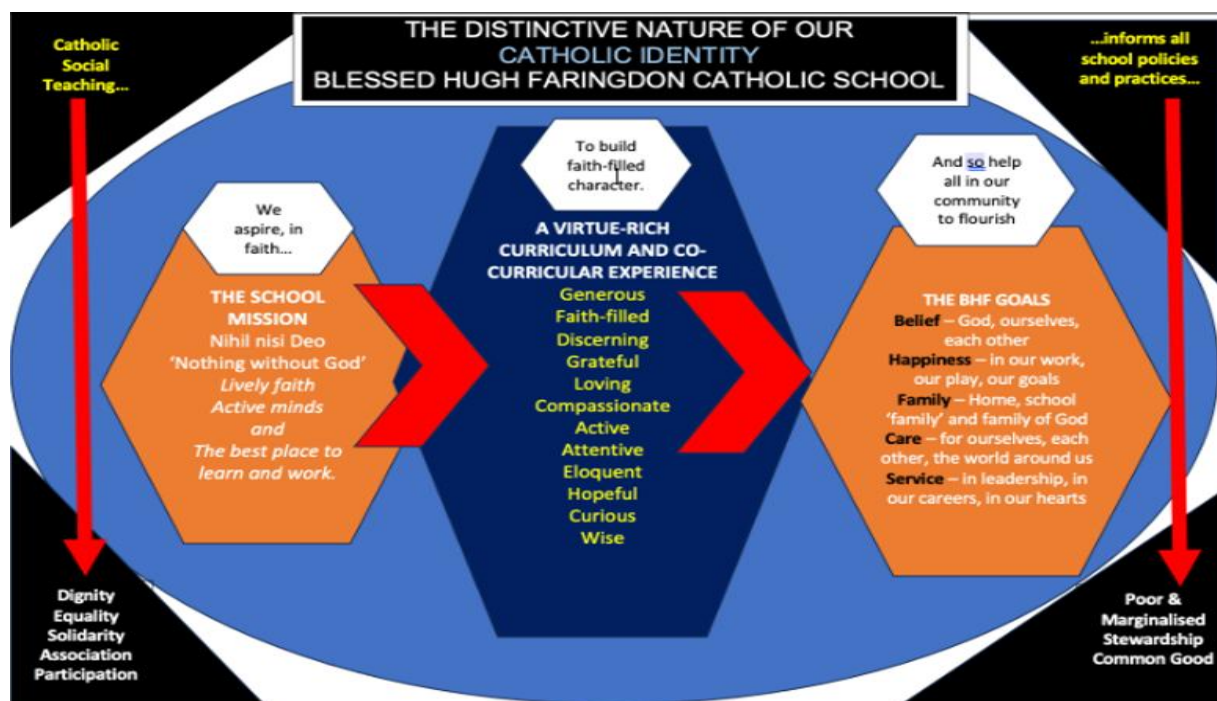 THE DISTINCTIVE NATURE OF OUR
CATHOLIC IDENTITY
BLESSED HUGH FARINGDON CATHOLIC SCHOOL
Catholic
Social
Teaching...
Dignity
Equality
Solidarity
Association
Participation
We
aspire, in
faith...
THE SCHOOL
MISSION
Nihil nisi Deo
‘Nothing without God’
Lively faith
Active minds
and
The best place to
learn and work.
To build
faith-filled
character.
A VIRTUE-RICH
CURRICULUM AND CO-
CURRICULAR EXPERIENCE
Generous
Faith-filled
Discerning
Grateful
Loving
Compassionate
Active
Attentive
Eloquent
Hopeful
Curious
Wise
And so help
all in our
community
to flourish
THE BHF GOALS
Belief – God, ourselves,
each other
Happiness – in our work,
our play, our goals
Family – Home, school
‘family’ and family of God
Care – for ourselves, each
other, the world around us
Service – in leadership, in
our careers, in our hearts
...informs all
school policies
and practices...
Poor &
Marginalised
Stewardship
Common Good